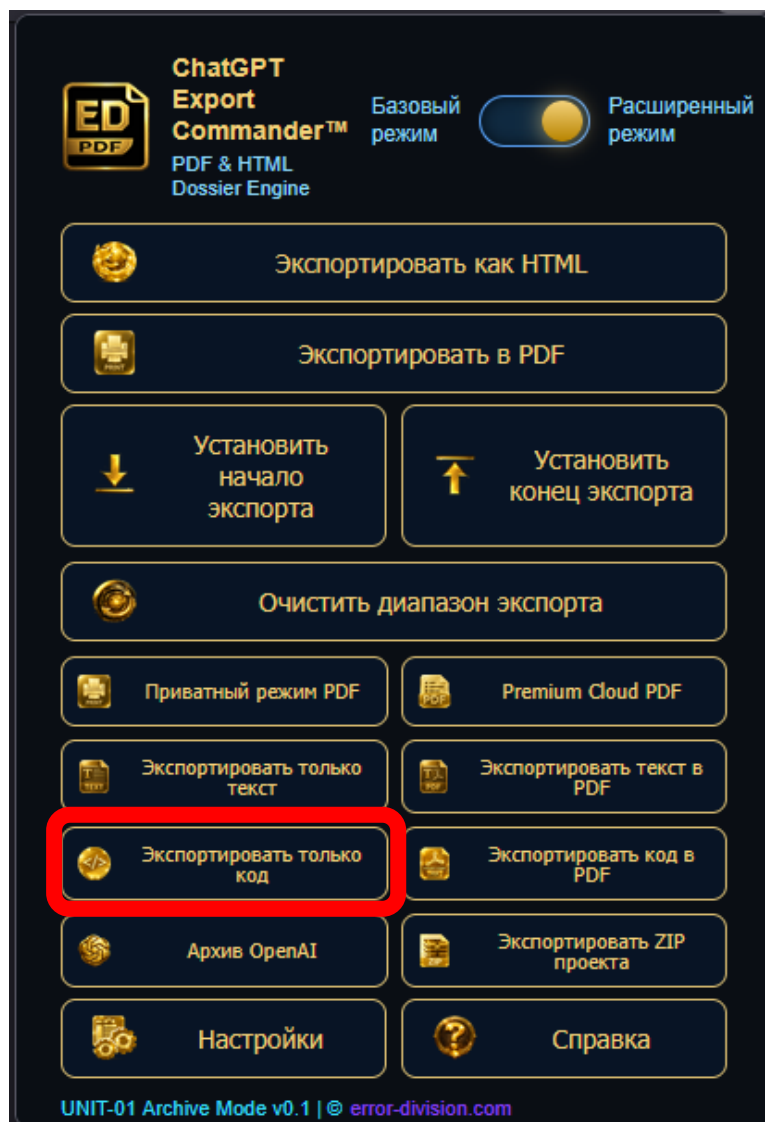 ChatGPT
Export
Commander™
PDF & HTML
Dossier Engine
ED
PDF
Базовый
режим
Расширенный
режим
Экспортировать как HTML
PRINT
Экспортировать в PDF
Установить
начало
экспорта
Установить
конец экспорта
Очистить диапазон экспорта
PRINT
Приватный режим PDF
PDF
Premium Cloud PDF
TEXT
Экспортировать только
текст
PDF
Экспортировать текст в
PDF
</>
Экспортировать только
код
Экспортировать код в
PDF
Архив OpenAI
ZIP
Экспортировать ZIP
проекта
Настройки
?
Справка
UNIT-01 Archive Mode v0.1 | © error-division.com